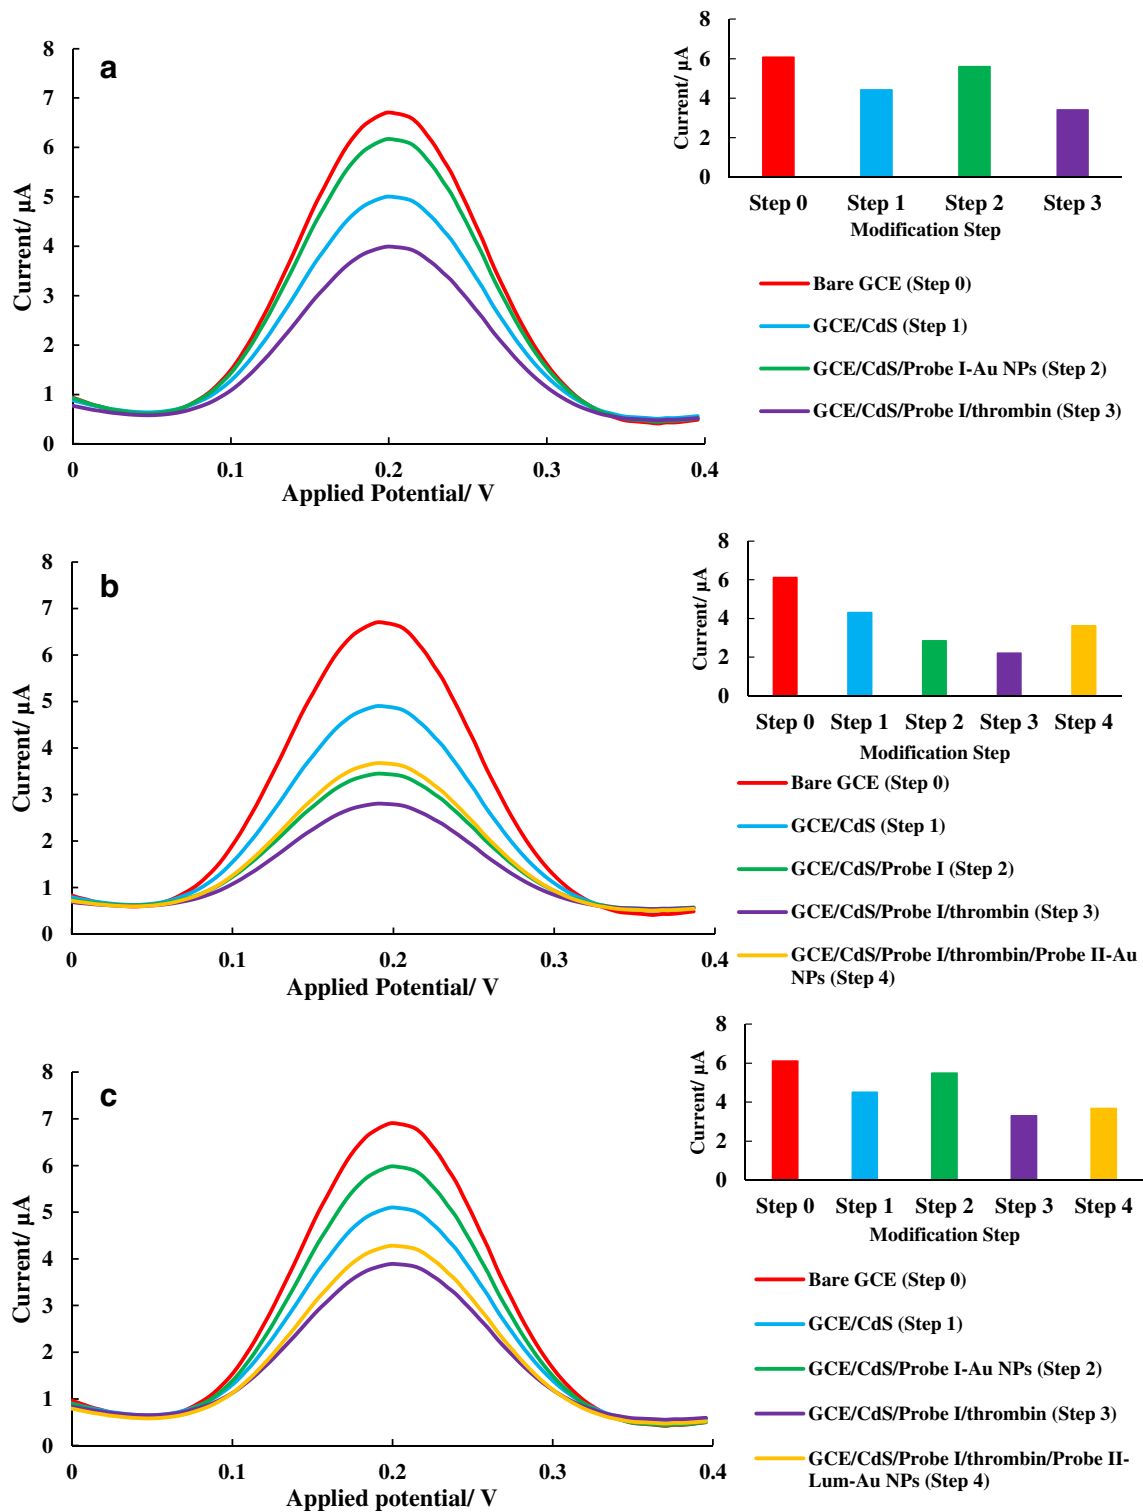 a
8
7
6
5
4
3
2
1
0
Current/ µA
0 0.1 0.2 0.3 0.4
Applied Potential/ V
8
6
4
2
0
Current/ µA
Step 0 Step 1 Step 2 Step 3
Modification Step
Bare GCE (Step 0)
GCE/CdS (Step 1)
GCE/CdS/Probe I-Au NPs (Step 2)
GCE/CdS/Probe I/thrombin (Step 3)
b
8
7
6
5
4
3
2
1
0
Current/ µA
0 0.1 0.2 0.3 0.4
Applied Potential/ V
8
6
4
2
0
Current/ µA
Step 0 Step 1 Step 2 Step 3 Step 4
Modification Step
Bare GCE (Step 0)
GCE/CdS (Step 1)
GCE/CdS/Probe I (Step 2)
GCE/CdS/Probe I/thrombin (Step 3)
GCE/CdS/Probe I/thrombin/Probe II-Au
NPs (Step 4)
c
8
7
6
5
4
3
2
1
0
Current/ µA
0 0.1 0.2 0.3 0.4
Applied potential/ V
8
6
4
2
0
Current/ µA
Step 0 Step 1 Step 2 Step 3 Step 4
Modification Step
Bare GCE (Step 0)
GCE/CdS (Step 1)
GCE/CdS/Probe I-Au NPs (Step 2)
GCE/CdS/Probe I/thrombin (Step 3)
GCE/CdS/Probe I/thrombin/Probe II-
Lum-Au NPs (Step 4)